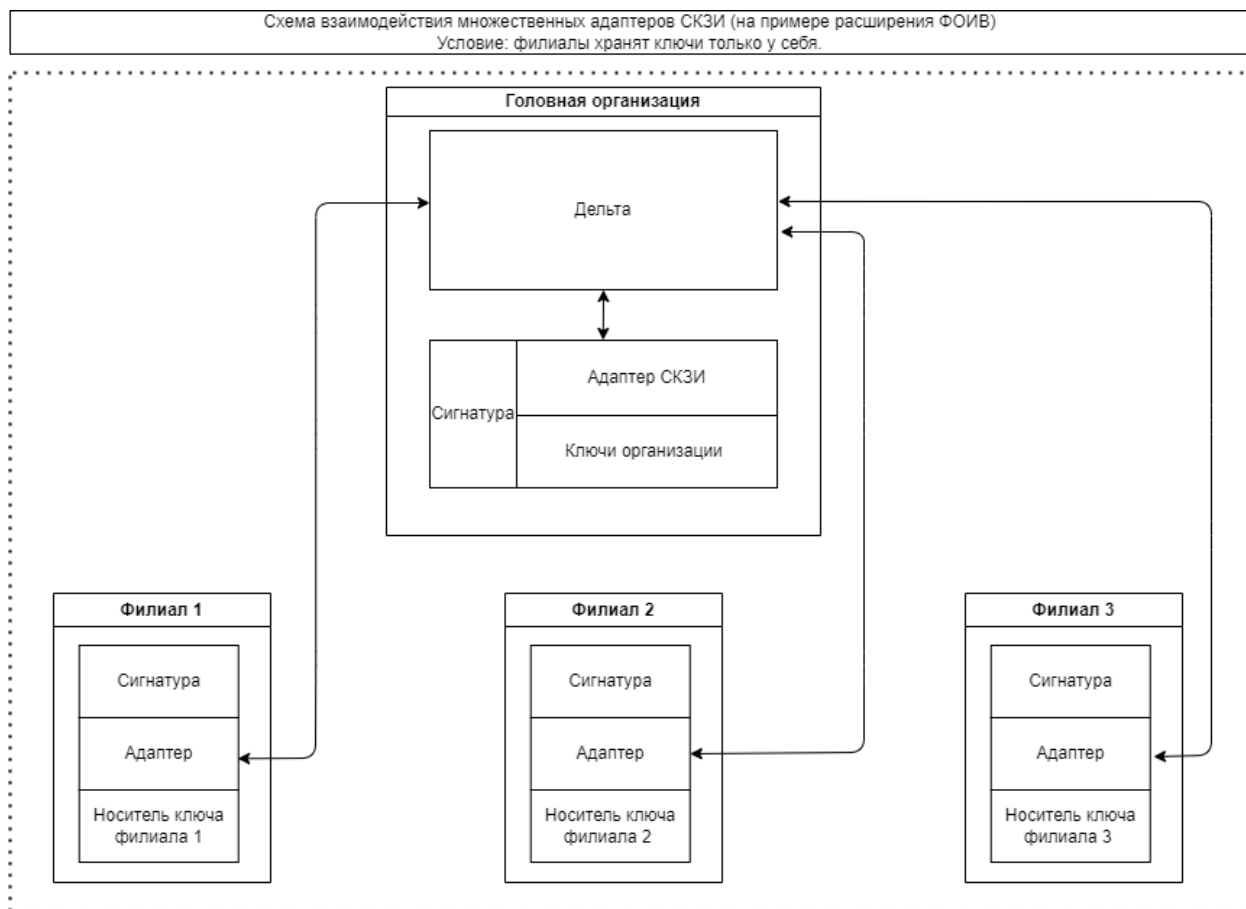 Схема взаимодействия множественных адаптеров СКЗИ (на примере расширения ФОИВ)
Условие: филиалы хранят ключи только у себя.
Головная организация
Дельта
Сигнатура
Адаптер СКЗИ
Ключи организации
Филиал 1
Сигнатура
Адаптер
Носитель ключа
филиала 1
Филиал 2
Сигнатура
Адаптер
Носитель ключа
филиала 2
Филиал 3
Сигнатура
Адаптер
Носитель ключа
филиала 3